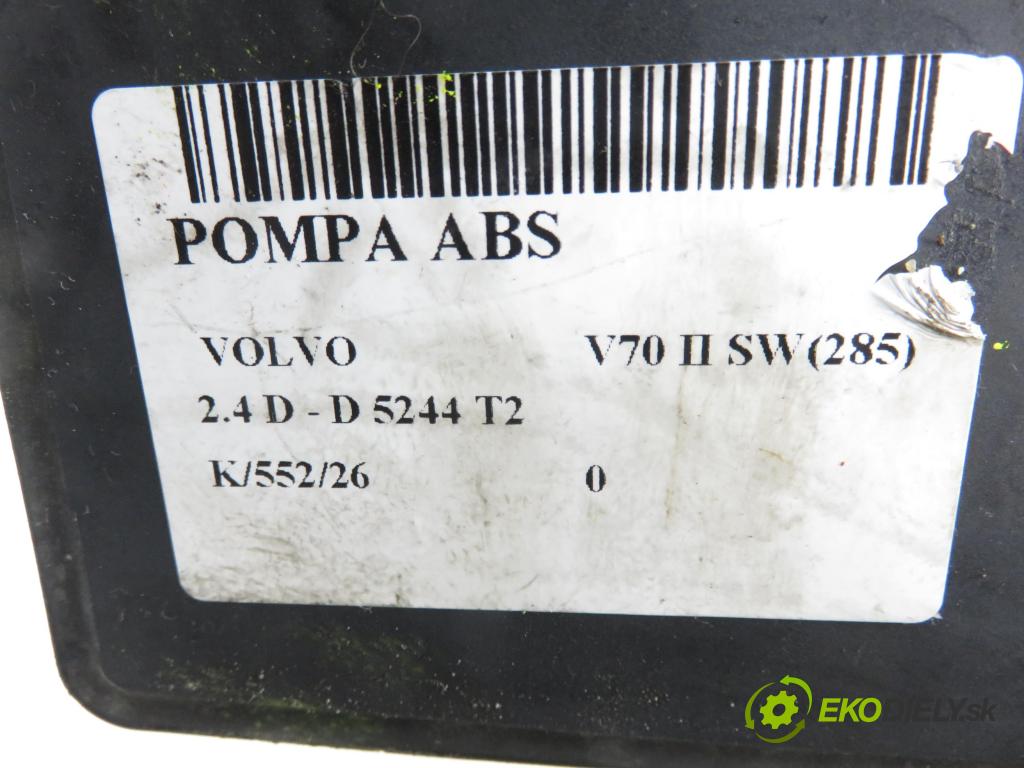 POMPA ABS
VOLVO V70 II SW(285)
2.4 D - D 5244 T2
K/552/26 0
EKODIELY.sk